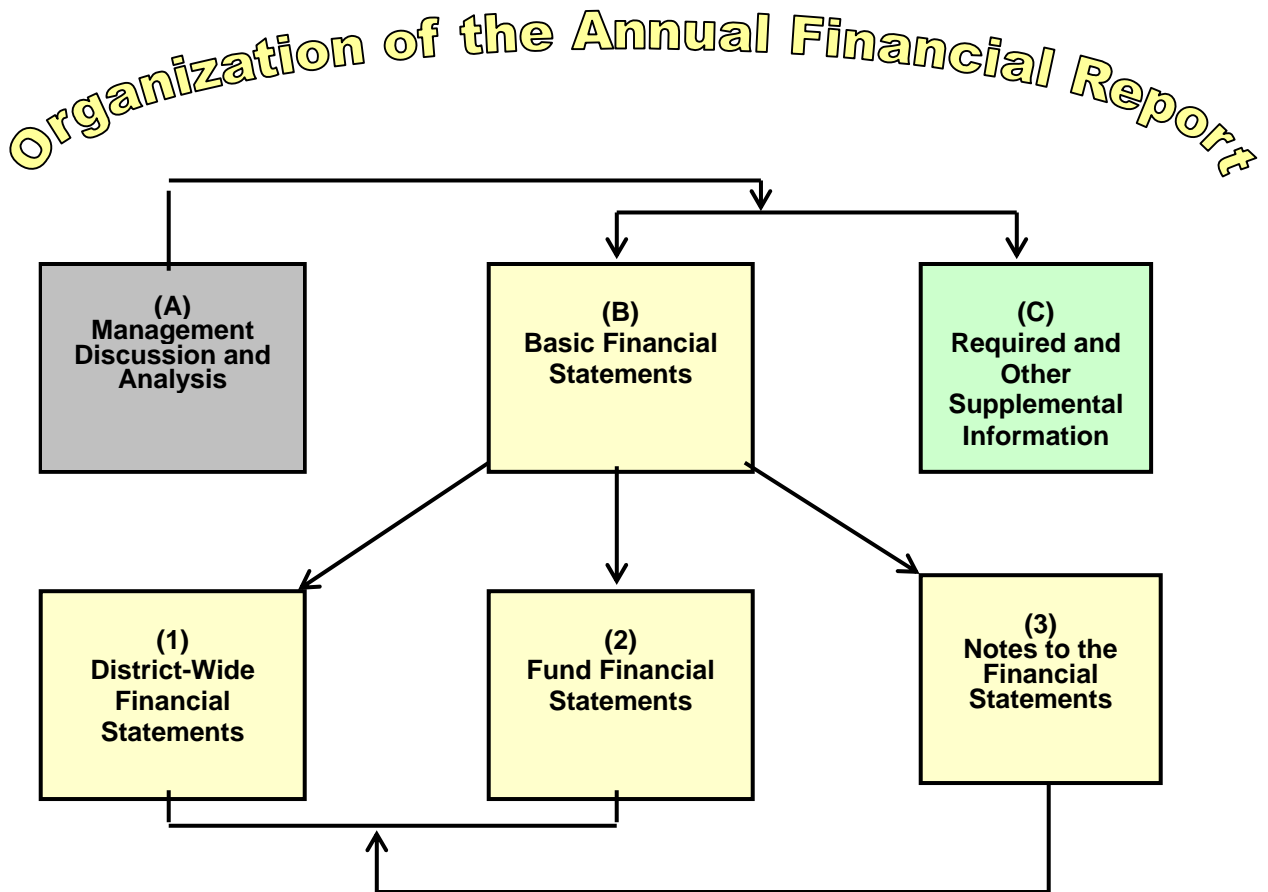 Organization of the Annual Financial Report
(A)
Management
Discussion and
Analysis
(B)
Basic Financial
Statements
(C)
Required and
Other
Supplemental
Information
(1)
District-Wide
Financial
Statements
(2)
Fund Financial
Statements
(3)
Notes to the
Financial
Statements